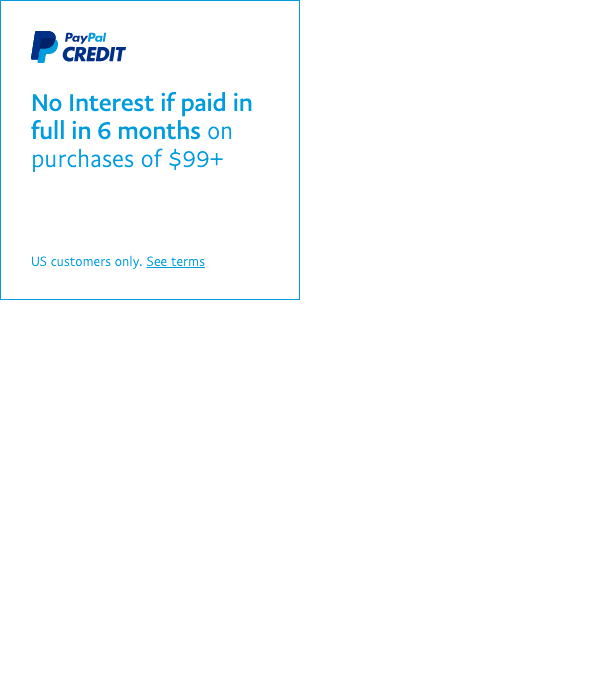 PayPal
CREDIT
No Interest if paid in
full in 6 months on
purchases of $99+
US customers only. See terms